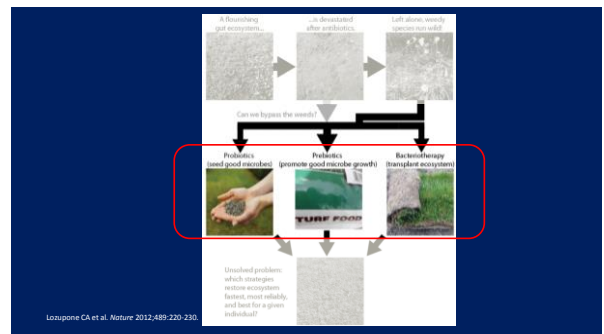 A flourishing
gut ecosystem...
...is devastated
after antibiotics.
Left alone, weedy
species run wild!
Can we bypass the weeds?
Probiotics
(seed good microbes)
Prebiotics
(promote good microbe growth)
Bacteriotherapy
(transplant ecosystem)
TURF FOOD
Unsolved problem:
which strategies
restore ecosystem
fastest, most reliably,
and best for a given
individual?
Lozupone CA et al. Nature 2012;489:220-230.